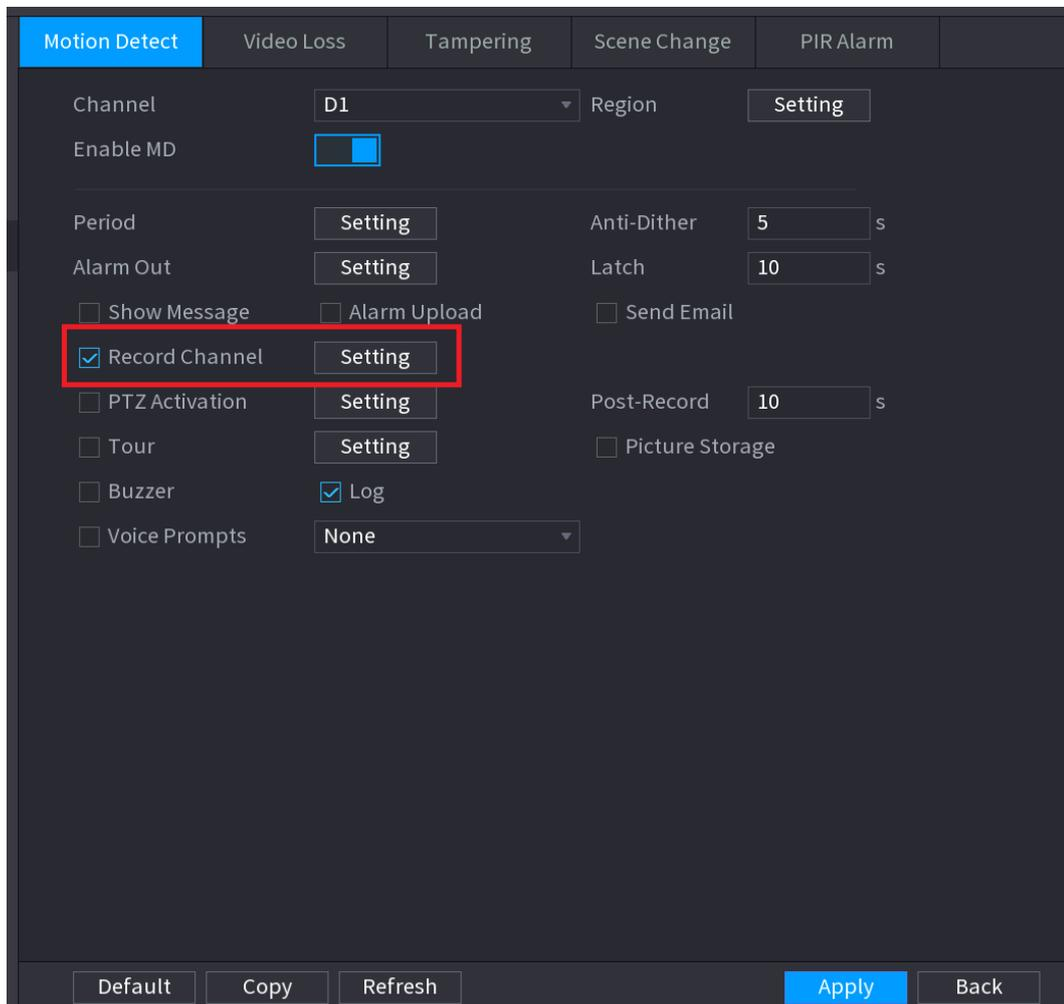 Motion Detect Video Loss Tampering Scene Change PIR Alarm
Channel D1 Region Setting
Enable MD
Period Setting Anti-Dither 5 s
Alarm Out Setting Latch 10 s
Show Message Alarm Upload Send Email
Record Channel Setting
PTZ Activation Setting Post-Record 10 s
Tour Setting Picture Storage
Buzzer Log
Voice Prompts None
Default Copy Refresh Apply Back